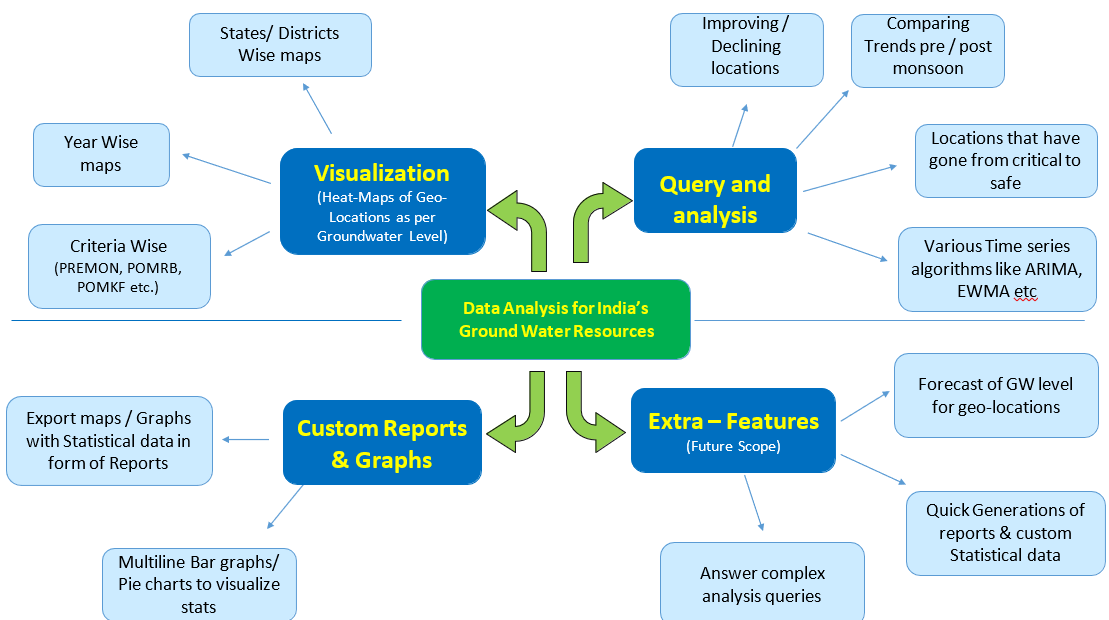 States/ Districts
Wise maps
Year Wise
maps
Criteria Wise
(PREMON, POMRB,
POMKF etc.)
Visualization
(Heat-Maps of Geo-
Locations as per
Groundwater Level)
Improving /
Declining
locations
Comparing
Trends pre / post
monsoon
Locations that have
gone from critical to
safe
Various Time series
algorithms like ARIMA,
EWMA etc
Query and
analysis
Data Analysis for India's
Ground Water Resources
Custom Reports
& Graphs
Export maps / Graphs
with Statistical data in
form of Reports
Multiline Bar graphs/
Pie charts to visualize
stats
Extra – Features
(Future Scope)
Forecast of GW level
for geo-locations
Quick Generations of
reports & custom
Statistical data
Answer complex
analysis queries